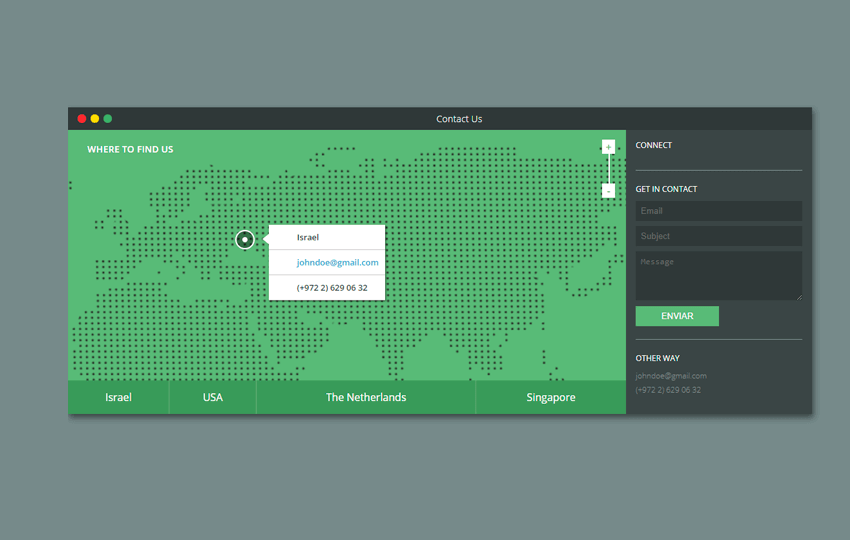 Contact Us
WHERE TO FIND US
+
-
Israel
johndoe@gmail.com
(+972 2) 629 06 32
Israel
USA
The Netherlands
Singapore
CONNECT
GET IN CONTACT
Email
Subject
Message
ENVIAR
OTHER WAY
johndoe@gmail.com
(+972 2) 629 06 32